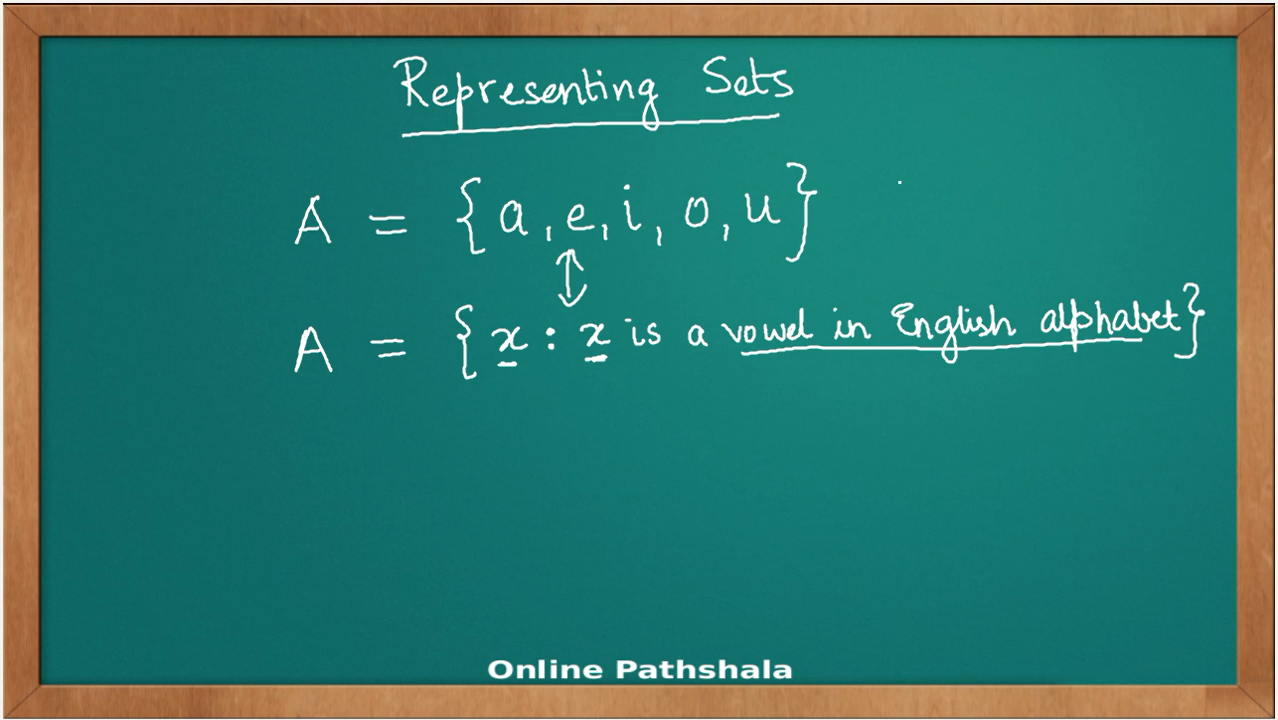 Representing Sets
A = {a, e, i, o, u}
↕
A = {x : x is a vowel in English alphabet}
Online Pathshala